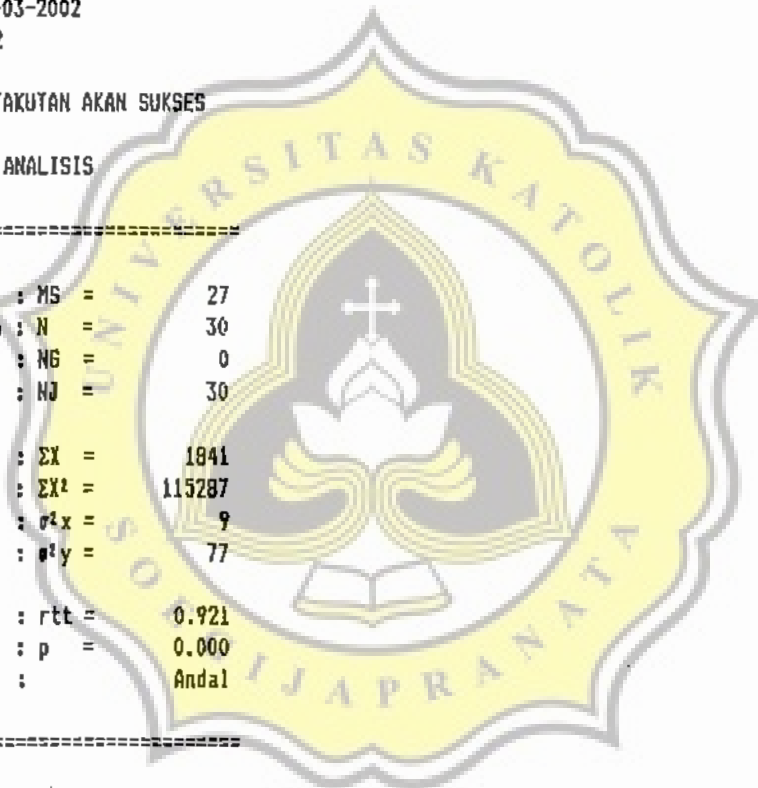 -03-2002
2
TAKUTAN AKAN SUKSES
ANALISIS
: MS = 27
: N = 30
: NG = 0
: NJ = 30
: ΣX = 1841
: ΣX² = 115287
: σ²x = 9
: σ²y = 77
: rtt = 0.921
: p = 0.000
: Andal
UNIVERSITAS KATOLIK
SOEGIJAPRANATA